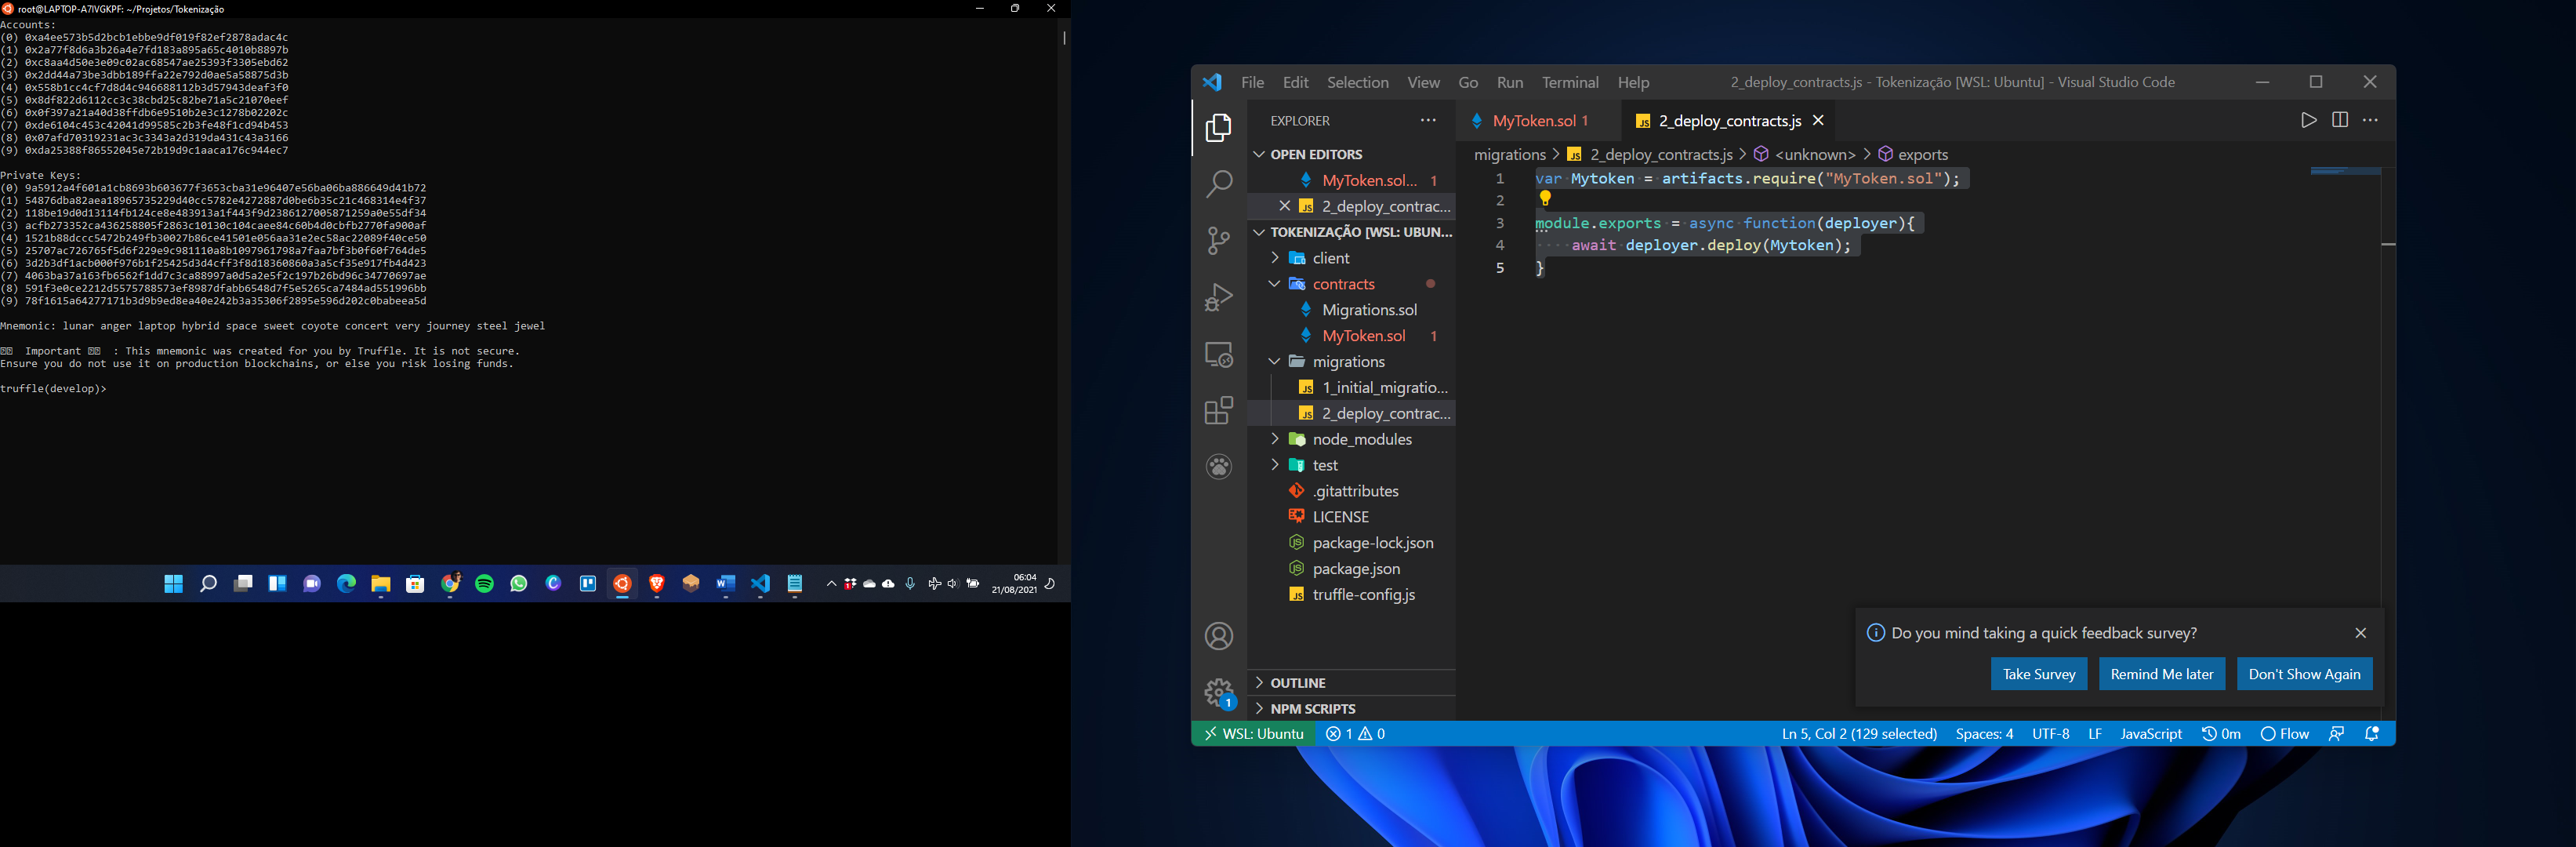 root@LAPTOP-A7IVGKPF: ~/Projetos/Tokenização
Accounts:
(0) 0xa4ee573b5d2bcb1ebbe9df019f82ef2878adac4c
(1) 0x2a77f8d6a3b26a4e7fd183a895a65c4010b8897b
(2) 0xc8aa4d50e3e09c02ac68547ae25393f3305ebd62
(3) 0x2dd44a73be3dbb189ffa22e792d0ae5a58875d3b
(4) 0x558b1cc4cf7d8d4c946688112b3d57943deaf3f0
(5) 0x8df822d6112cc3c38cbd25c82be71a5c21070eef
(6) 0x0f397a21a40d38ffdb6e9510b2e3c1278b02202c
(7) 0xde6104c453c42041d99585c2b3fe48f1cd94b453
(8) 0x07afd70319231ac3c3343a2d319da431c43a3166
(9) 0xda25388f86552045e72b19d9c1aaca176c944ec7
Private Keys:
(0) 9a5912a4f601a1cb8693b603677f3653cba31e96407e56ba06ba886649d41b72
(1) 54876dba82aea18965735229d40cc5782e4272887d0be6b35c21c468314e4f37
(2) 118be19d0d13114fb124ce8e483913a1f443f9d2386127005871259a0e55df34
(3) acfb273352ca436258805f2863c10130c104caee84c60b4d0cbfb2770fa900af
(4) 1521b88dccc5472b249fb30027b86ce41501e056aa31e2ec58ac22089f40ce50
(5) 25707ac726765f5d6f229e9c981110a8b1097961798a7faa7bf3b0f60f764de5
(6) 3d2b3df1acb000f976b1f25425d3d4cff3f8d18360860a3a5cf35e917fb4d423
(7) 4063ba37a163fb6562f1dd7c3ca88997a0d5a2e5f2c197b26bd96c34770697ae
(8) 591f3e0ce2212d5575788573ef8987dfabb6548d7f5e5265ca7484ad551996bb
(9) 78f1615a64277171b3d9b9ed8ea40e242b3a35306f2895e596d202c0babeea5d
Mnemonic: lunar anger laptop hybrid space sweet coyote concert very journey steel jewel
Important : This mnemonic was created for you by Truffle. It is not secure.
Ensure you do not use it on production blockchains, or else you risk losing funds.
truffle(develop)>
06:04
21/08/2021
File Edit Selection View Go Run Terminal Help 2_deploy_contracts.js - Tokenização [WSL: Ubuntu] - Visual Studio Code
EXPLORER ···
OPEN EDITORS
MyToken.sol... 1
2_deploy_contrac...
TOKENIZAÇÃO [WSL: UBUN...
client
contracts
Migrations.sol
MyToken.sol 1
migrations
1_initial_migratio...
2_deploy_contrac...
node_modules
test
.gitattributes
LICENSE
package-lock.json
package.json
truffle-config.js
OUTLINE
NPM SCRIPTS
1
MyToken.sol 1 2_deploy_contracts.js
migrations > 2_deploy_contracts.js > <unknown> > exports
1 var Mytoken = artifacts.require("MyToken.sol");
2
3 module.exports = async function(deployer){
4 await deployer.deploy(Mytoken);
5 }
Do you mind taking a quick feedback survey?
Take Survey Remind Me later Don't Show Again
WSL: Ubuntu 1 0 Ln 5, Col 2 (129 selected) Spaces: 4 UTF-8 LF JavaScript 0m Flow